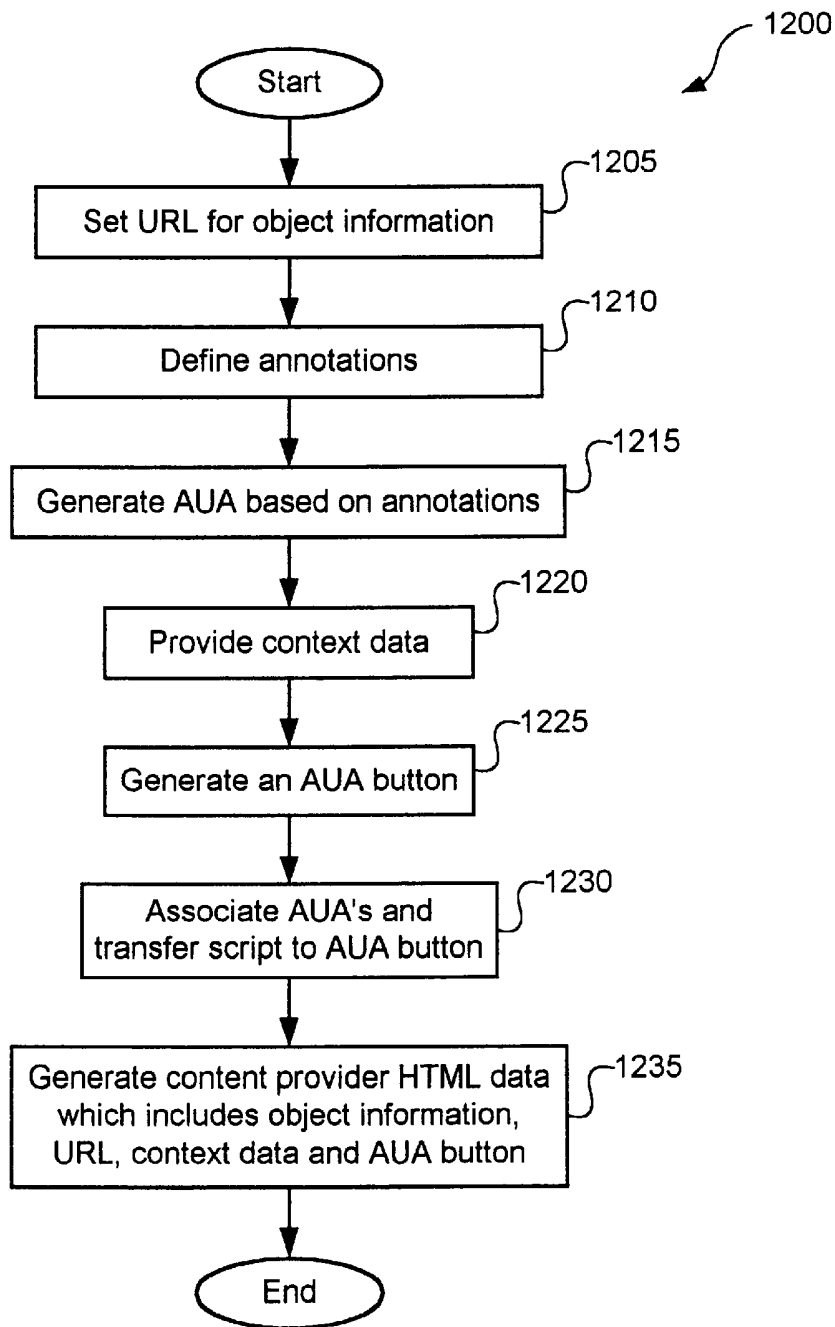 1200
Start
1205
Set URL for object information
1210
Define annotations
1215
Generate AUA based on annotations
1220
Provide context data
1225
Generate an AUA button
1230
Associate AUA's and
transfer script to AUA button
1235
Generate content provider HTML data
which includes object information,
URL, context data and AUA button
End